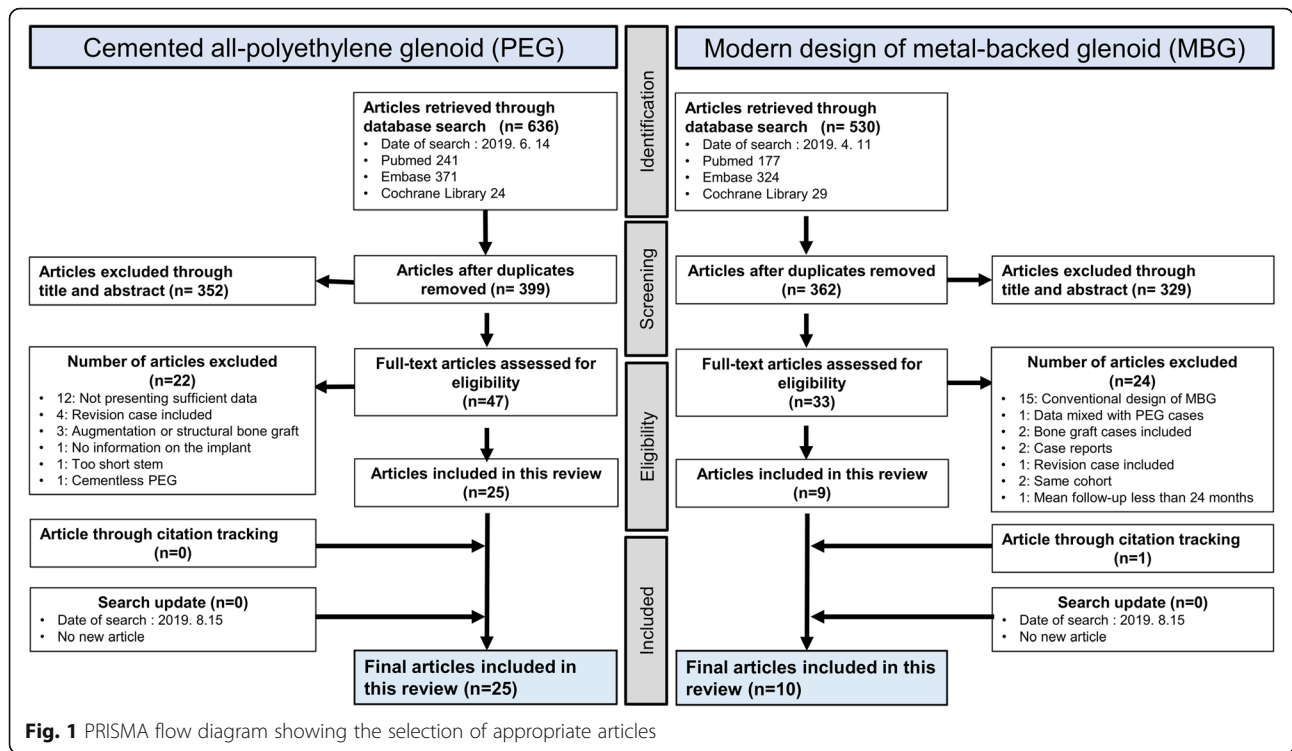 Cemented all-polyethylene glenoid (PEG)
Articles retrieved through
database search (n= 636)
• Date of search : 2019. 6. 14
• Pubmed 241
• Embase 371
• Cochrane Library 24
Articles excluded through
title and abstract (n= 352)
Articles after duplicates
removed (n= 399)
Number of articles excluded
(n=22)
• 12: Not presenting sufficient data
• 4: Revision case included
• 3: Augmentation or structural bone graft
• 1: No information on the implant
• 1: Too short stem
• 1: Cementless PEG
Full-text articles assessed for
eligibility
(n=47)
Articles included in this review
(n=25)
Article through citation tracking
(n=0)
Search update (n=0)
• Date of search : 2019. 8.15
• No new article
Final articles included in
this review (n=25)
Identification
Screening
Eligibility
Included
Modern design of metal-backed glenoid (MBG)
Articles retrieved through
database search (n= 530)
• Date of search : 2019. 4. 11
• Pubmed 177
• Embase 324
• Cochrane Library 29
Articles after duplicates removed
(n= 362)
Articles excluded through
title and abstract (n= 329)
Full-text articles assessed for
eligibility
(n=33)
Number of articles excluded
(n=24)
• 15: Conventional design of MBG
• 1: Data mixed with PEG cases
• 2: Bone graft cases included
• 2: Case reports
• 1: Revision case included
• 2: Same cohort
• 1: Mean follow-up less than 24 months
Articles included in this review
(n=9)
Article through citation tracking
(n=1)
Search update (n=0)
• Date of search : 2019. 8.15
• No new article
Final articles included in this
review (n=10)
Fig. 1 PRISMA flow diagram showing the selection of appropriate articles